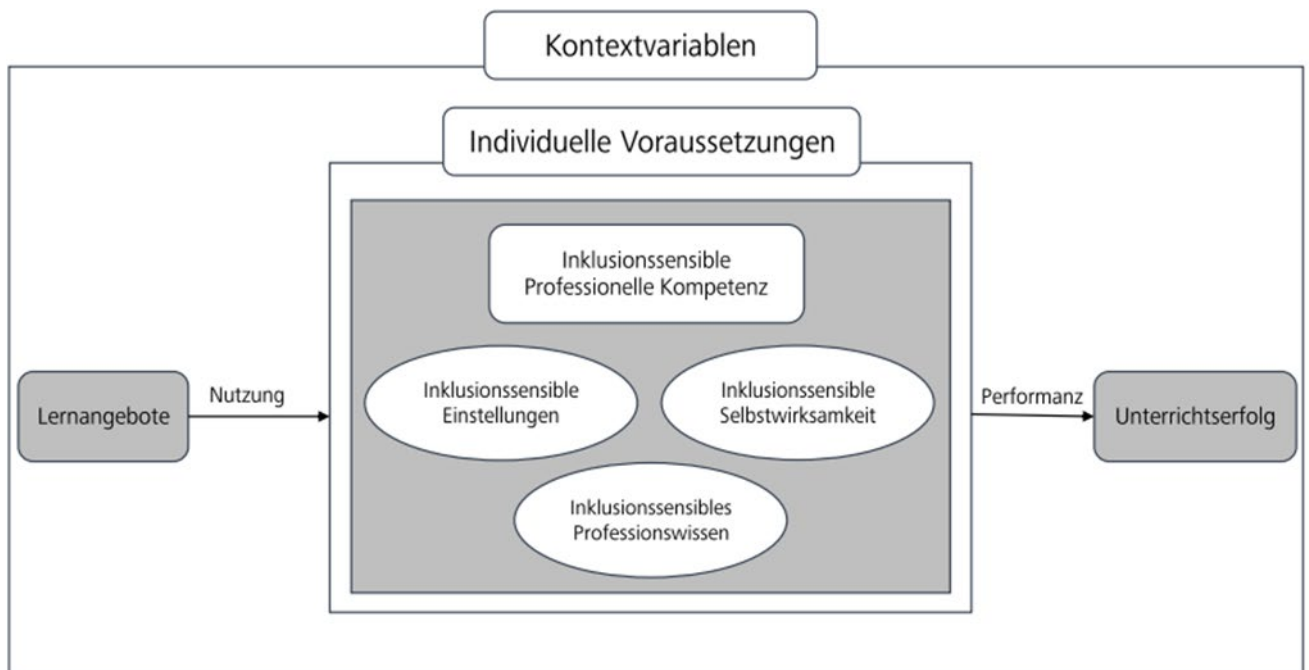 Kontextvariablen
Individuelle Voraussetzungen
Inklusionssensible
Professionelle Kompetenz
Lernangebote
Nutzung
Inklusionssensible
Einstellungen
Inklusionssensible
Selbstwirksamkeit
Inklusionssensibles
Professionswissen
Performanz
Unterrichtserfolg